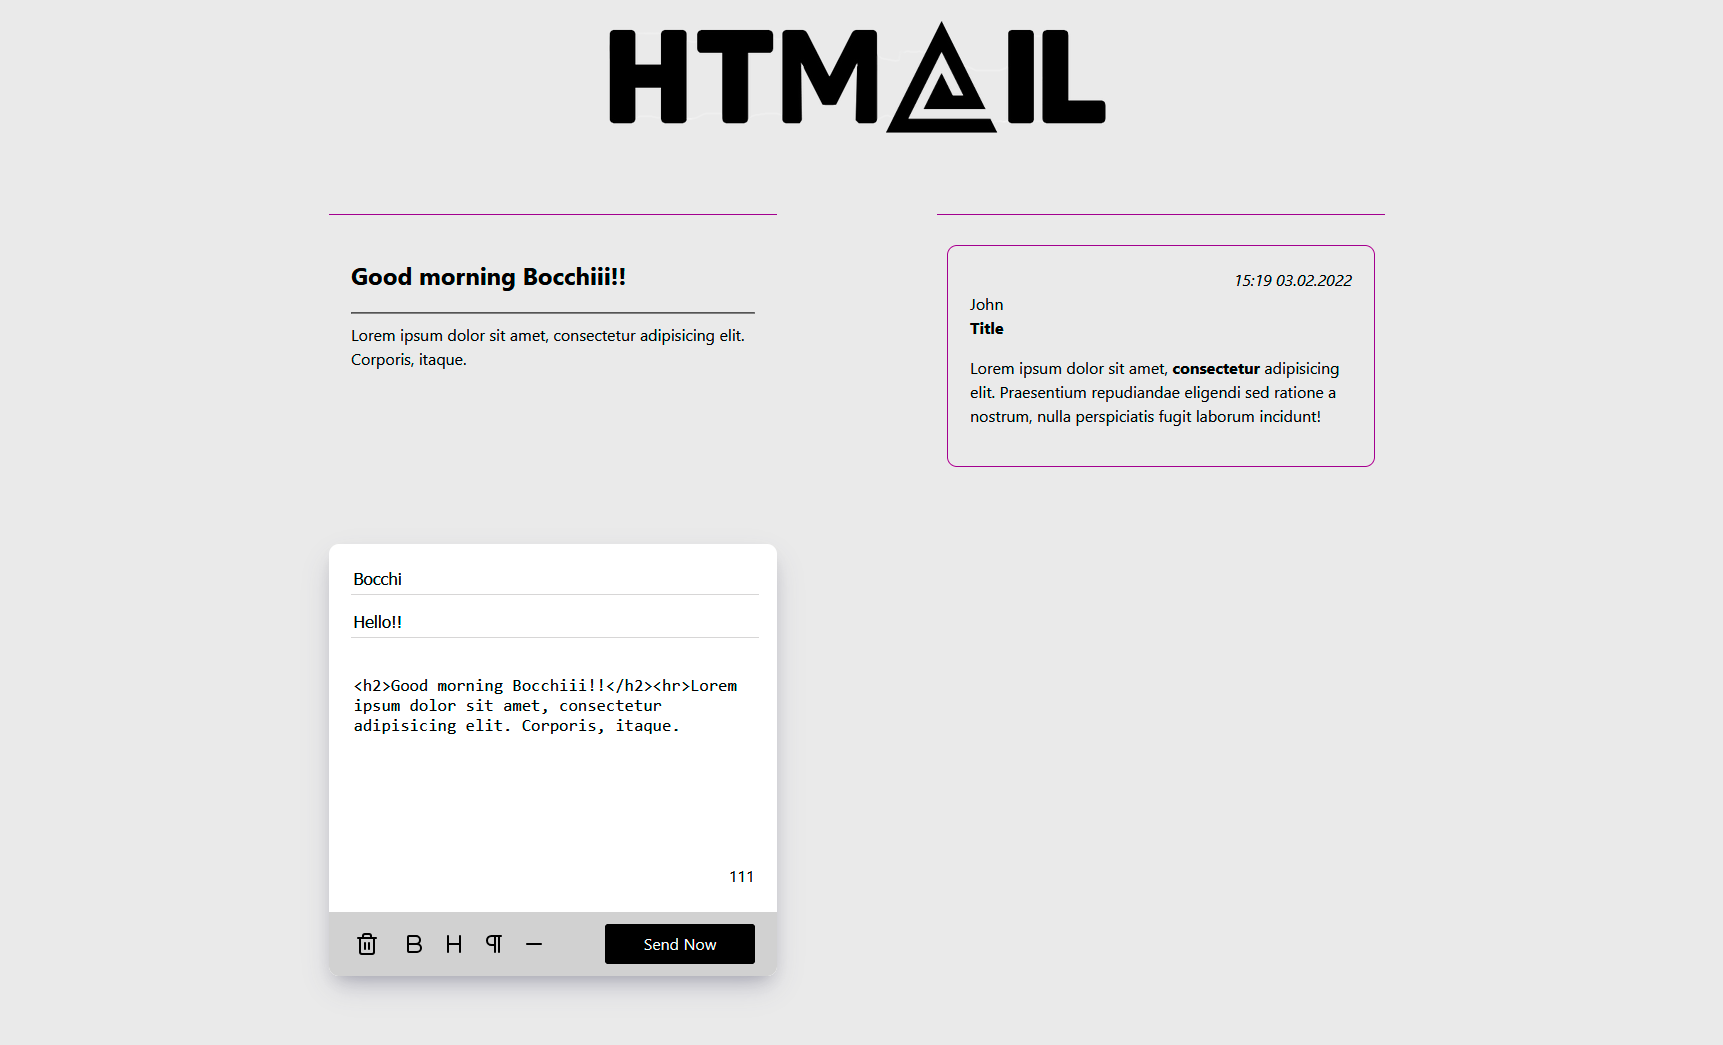 HTMAIL
Good morning Bocchiii!!
Lorem ipsum dolor sit amet, consectetur adipisicing elit.
Corporis, itaque.
15:19 03.02.2022
John
Title
Lorem ipsum dolor sit amet, consectetur adipisicing
elit. Praesentium repudiandae eligendi sed ratione a
nostrum, nulla perspiciatis fugit laborum incidunt!
Bocchi
Hello!!
<h2>Good morning Bocchiii!!</h2><hr>Lorem
ipsum dolor sit amet, consectetur
adipisicing elit. Corporis, itaque.
111
B H ¶ —
Send Now